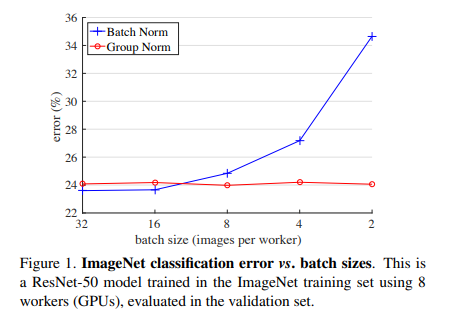 36
34
32
30
28
26
24
22
error (%)
Batch Norm
Group Norm
32 16 8 4 2
batch size (images per worker)
Figure 1. ImageNet classification error vs. batch sizes. This is
a ResNet-50 model trained in the ImageNet training set using 8
workers (GPUs), evaluated in the validation set.